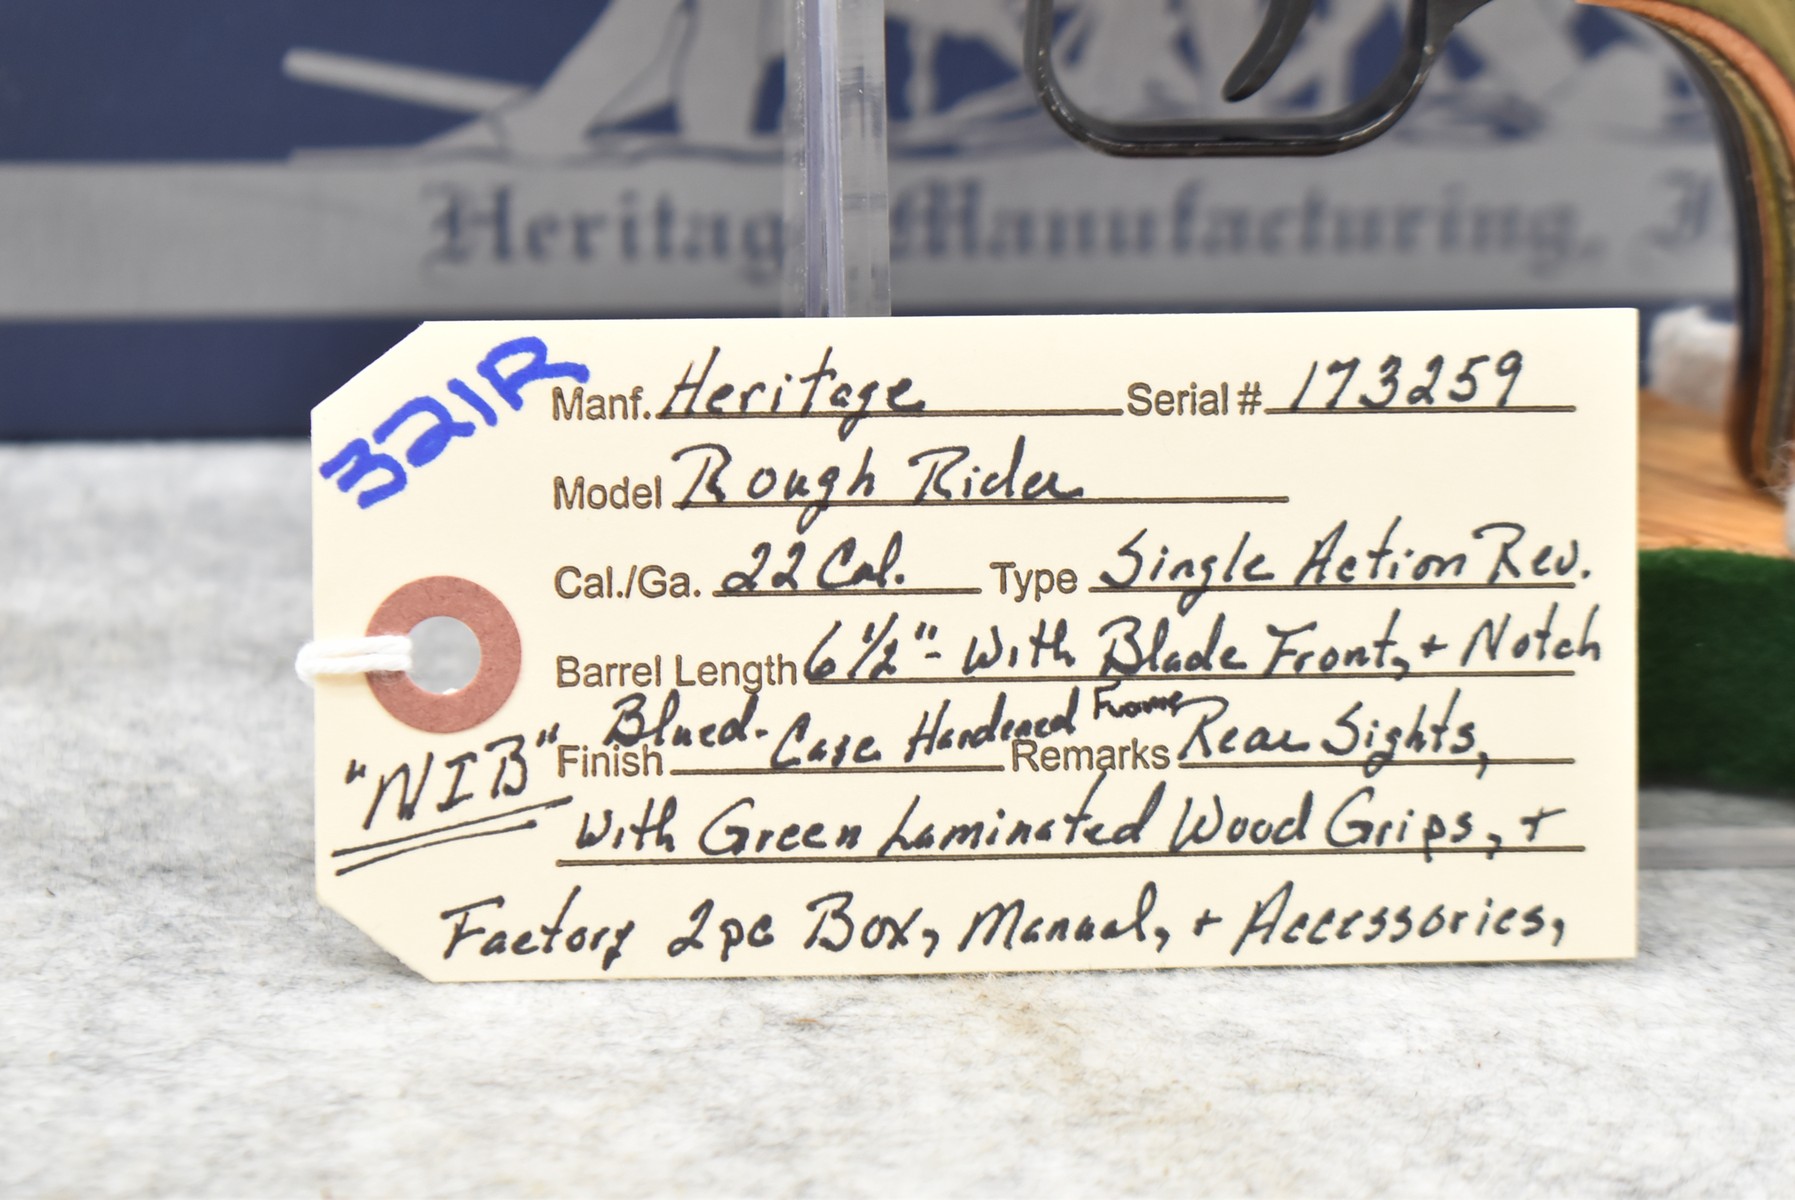 Heritage Manufacturing, I
321R
Manf. Heritage Serial # 173259
Model Rough Rider
Cal./Ga. 22 Cal. Type Single Action Rev.
Barrel Length 6 1/2" - With Blade Front, + Notch
Finish Blued - Case Hardened Frame Remarks Rear Sights,
"NIB"
With Green Laminated Wood Grips, +
Factory 2pc Box, Manual, + Accessories,